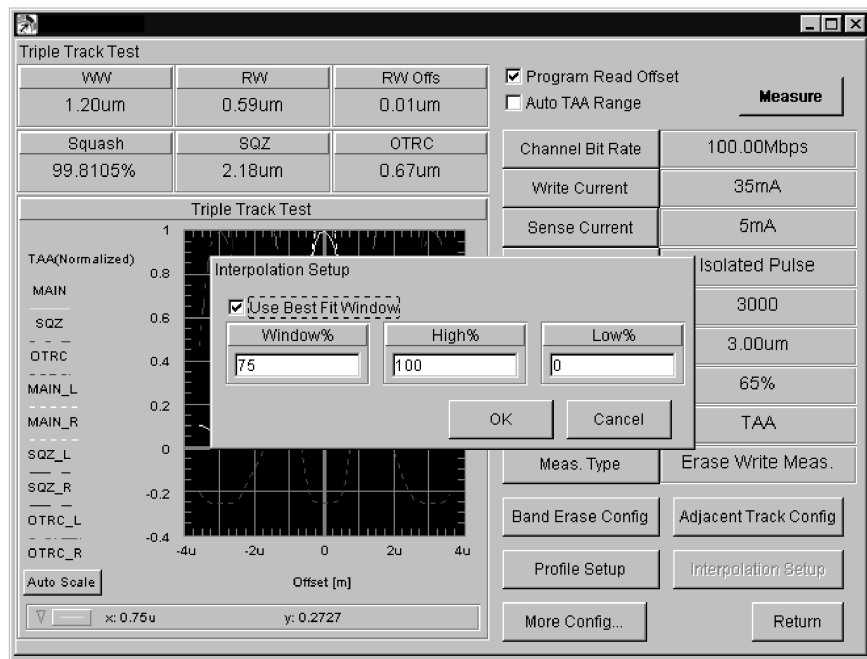 Triple Track Test
WW RW RW Offs
1.20um 0.59um 0.01um
Squash SQZ OTRC
99.8105% 2.18um 0.67um
Program Read Offset
Auto TAA Range
Measure
Channel Bit Rate 100.00Mbps
Write Current 35mA
Sense Current 5mA
Isolated Pulse
3000
3.00um
65%
TAA
Meas. Type Erase Write Meas.
Band Erase Config Adjacent Track Config
Profile Setup Interpolation Setup
More Config... Return
Triple Track Test
TAA(Normalized)
MAIN
SQZ
OTRC
MAIN_L
MAIN_R
SQZ_L
SQZ_R
OTRC_L
OTRC_R
1
0.8
0.6
0.4
0.2
0
-0.2
-0.4
-4u -2u 0 2u 4u
Auto Scale
Offset [m]
x: 0.75u y: 0.2727
Interpolation Setup
Use Best Fit Window
Window% High% Low%
75 100 0
OK Cancel